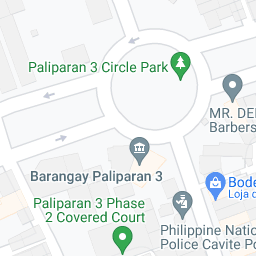 Paliparan 3 Circle Park
MR. DE
Barbers
Barangay Paliparan 3
Paliparan 3 Phase
2 Covered Court
Bode
Loja d
Philippine Natio
Police Cavite Po